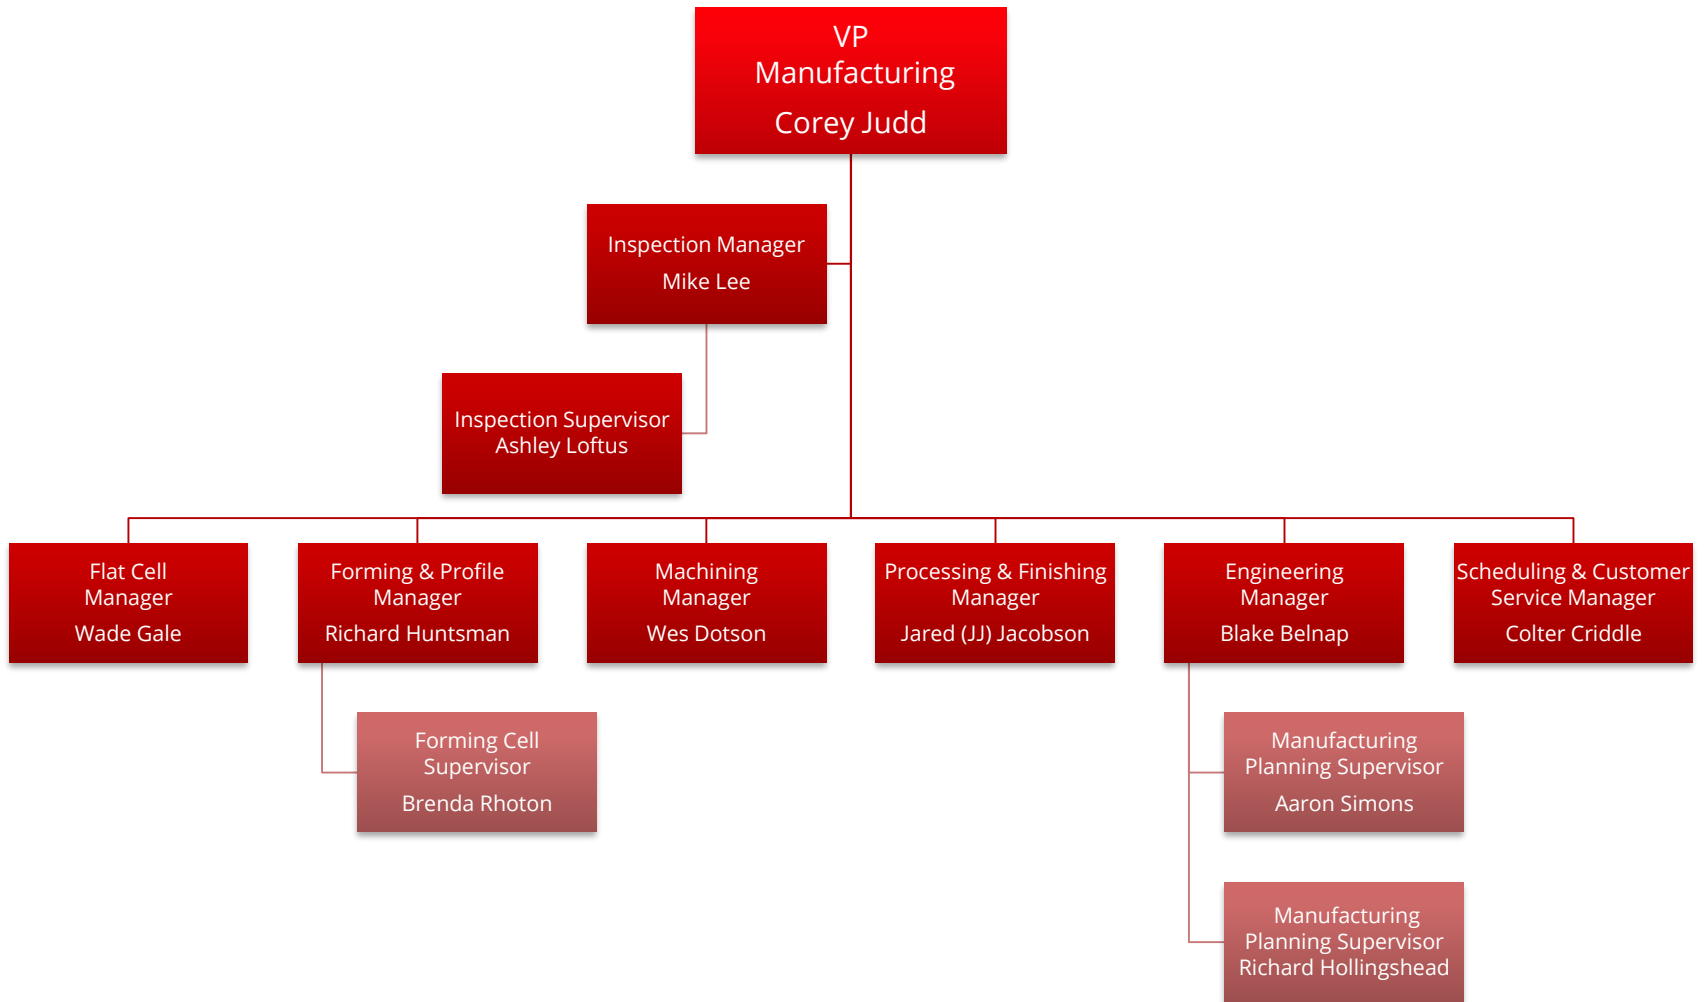 VP
Manufacturing
Corey Judd
Inspection Manager
Mike Lee
Inspection Supervisor
Ashley Loftus
Flat Cell
Manager
Wade Gale
Forming & Profile
Manager
Richard Huntsman
Machining
Manager
Wes Dotson
Processing & Finishing
Manager
Jared (JJ) Jacobson
Engineering
Manager
Blake Belnap
Scheduling & Customer
Service Manager
Colter Criddle
Forming Cell
Supervisor
Brenda Rhoton
Manufacturing
Planning Supervisor
Aaron Simons
Manufacturing
Planning Supervisor
Richard Hollingshead